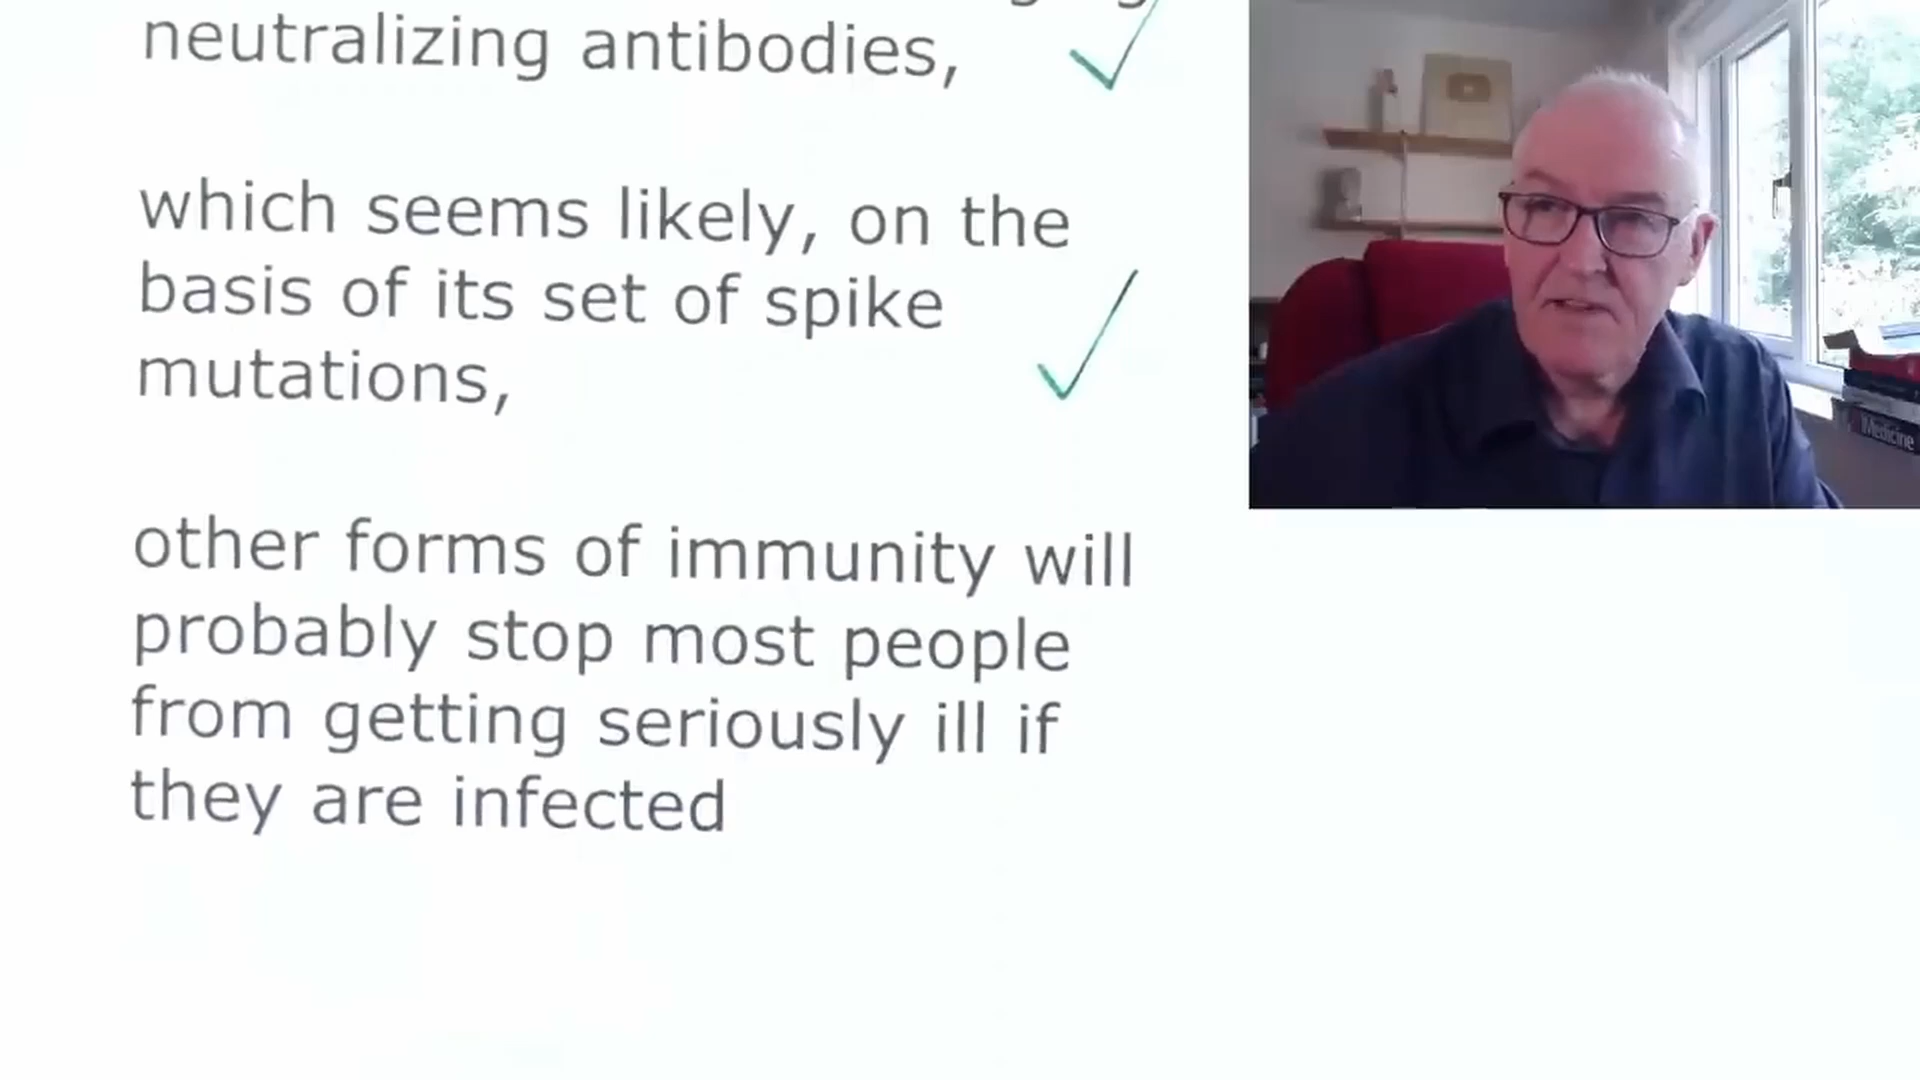 neutralizing antibodies,
which seems likely, on the
basis of its set of spike
mutations,
other forms of immunity will
probably stop most people
from getting seriously ill if
they are infected
Medicine